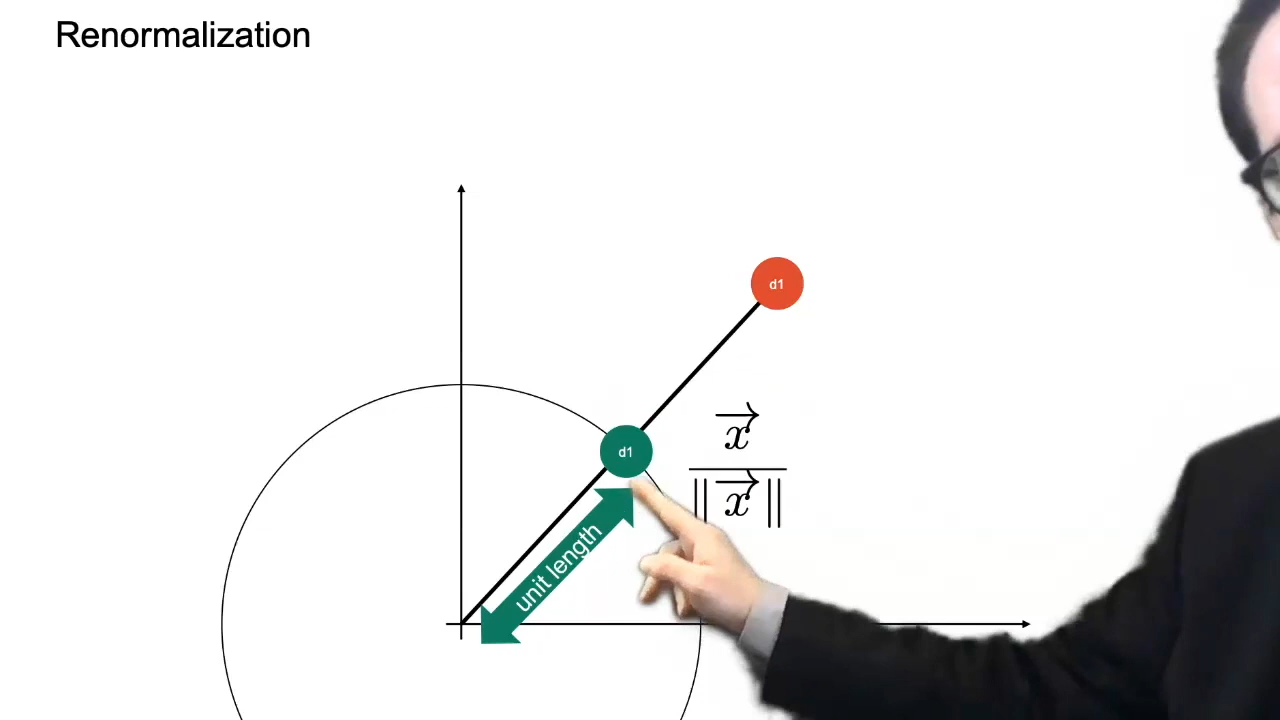 Renormalization
d1
d1
x⃗
‖x⃗‖
unit length